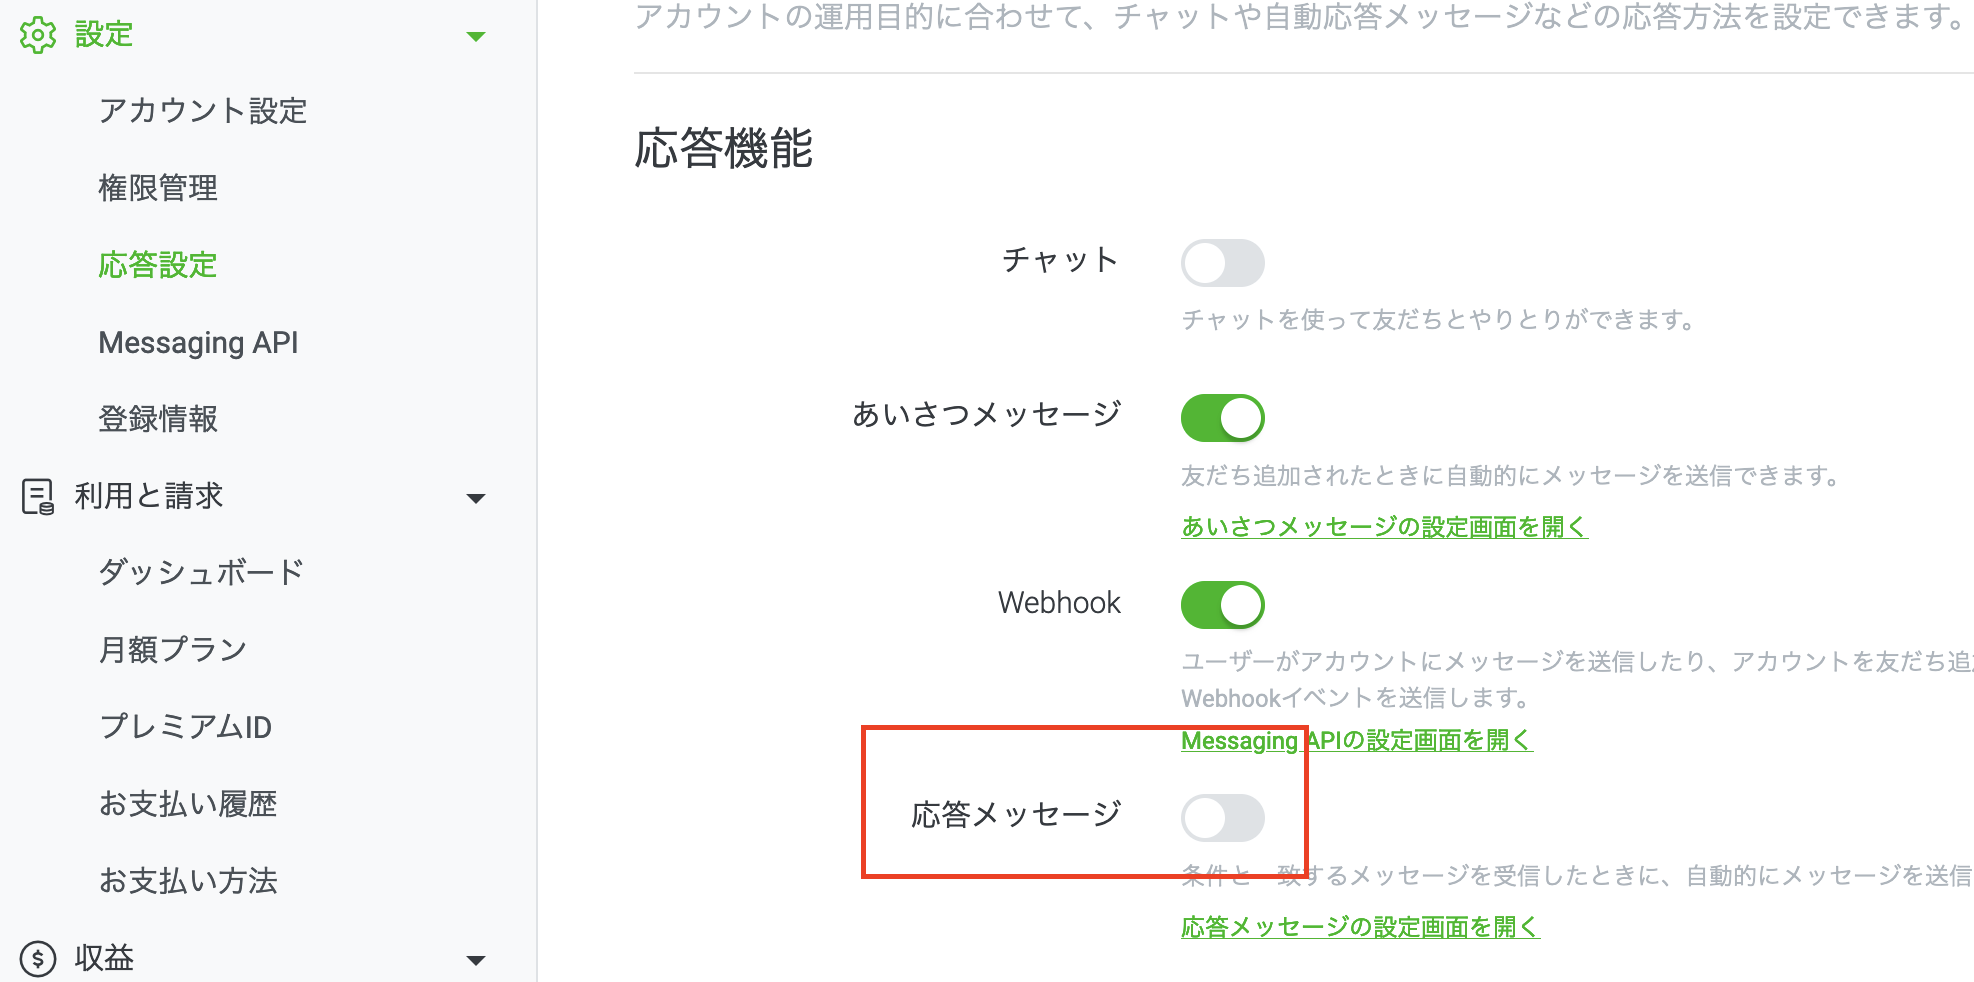 設定
アカウント設定
権限管理
応答設定
Messaging API
登録情報
利用と請求
ダッシュボード
月額プラン
プレミアムID
お支払い履歴
お支払い方法
収益
アカウントの運用目的に合わせて、チャットや自動応答メッセージなどの応答方法を設定できます。
応答機能
チャット
チャットを使って友だちとやりとりができます。
あいさつメッセージ
友だち追加されたときに自動的にメッセージを送信できます。
あいさつメッセージの設定画面を開く
Webhook
ユーザーがアカウントにメッセージを送信したり、アカウントを友だち追
Webhookイベントを送信します。
Messaging APIの設定画面を開く
応答メッセージ
条件と一致するメッセージを受信したときに、自動的にメッセージを送信
応答メッセージの設定画面を開く